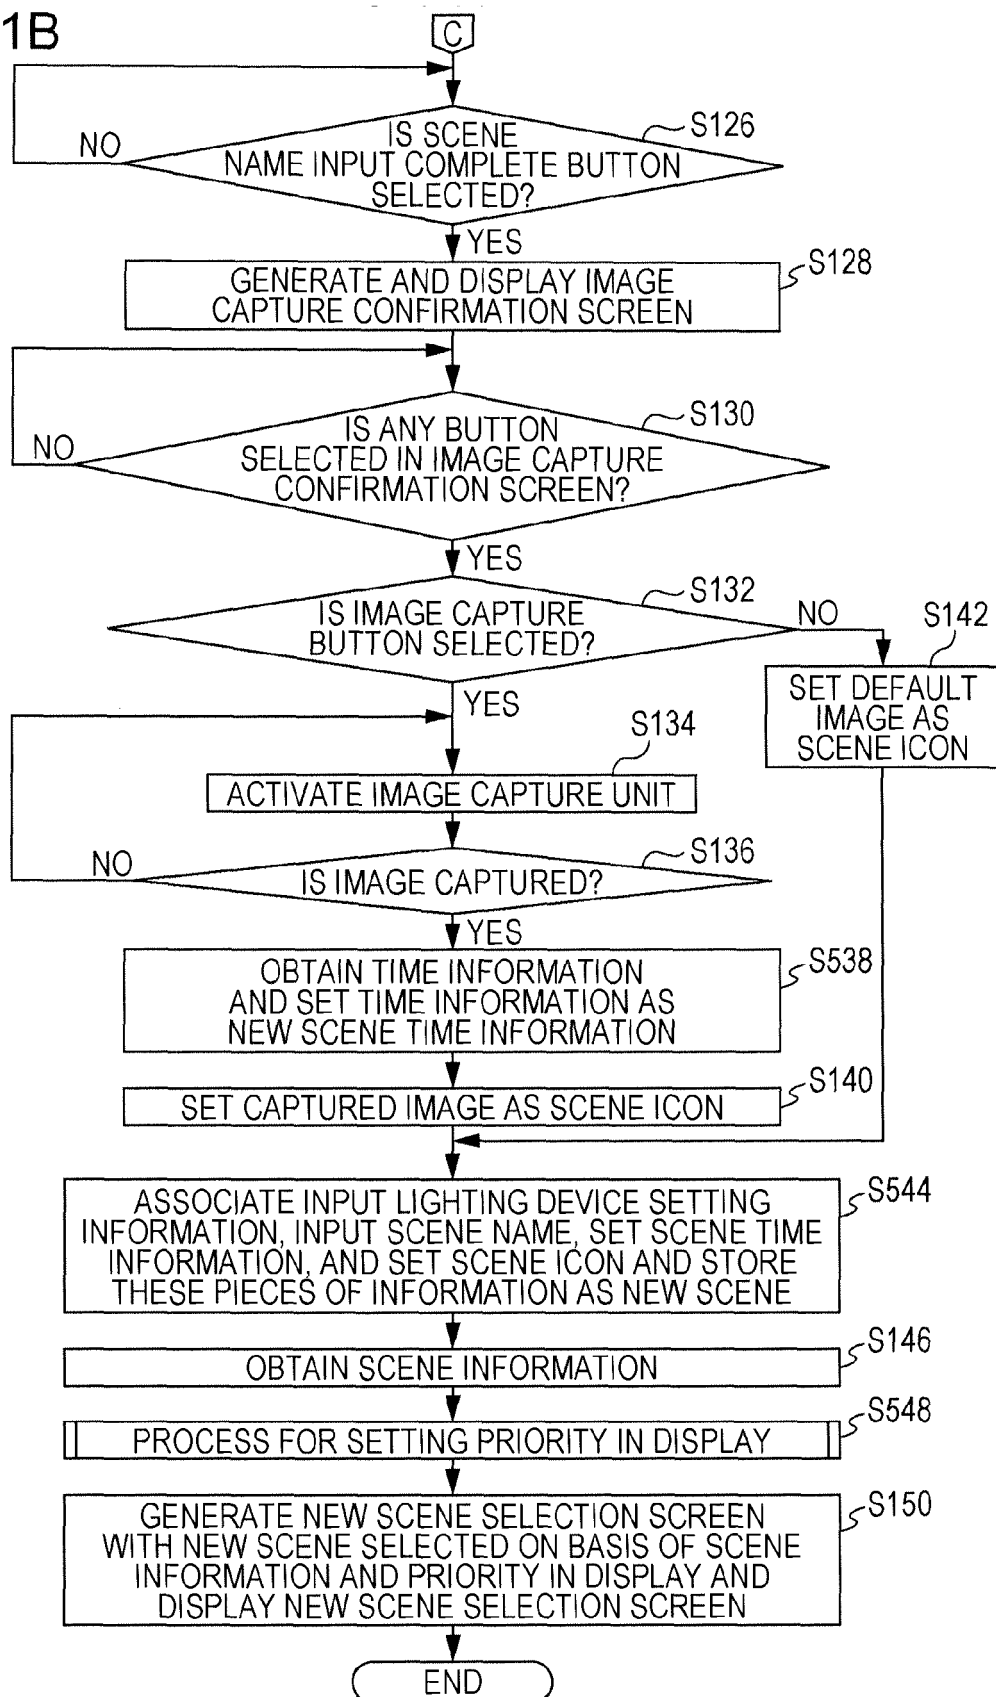 1B
C
IS SCENE
NAME INPUT COMPLETE BUTTON
SELECTED?
S126
NO
YES
GENERATE AND DISPLAY IMAGE
CAPTURE CONFIRMATION SCREEN
S128
IS ANY BUTTON
SELECTED IN IMAGE CAPTURE
CONFIRMATION SCREEN?
S130
NO
YES
IS IMAGE CAPTURE
BUTTON SELECTED?
S132
NO
S142
SET DEFAULT
IMAGE AS
SCENE ICON
YES
S134
ACTIVATE IMAGE CAPTURE UNIT
IS IMAGE CAPTURED?
S136
NO
YES
OBTAIN TIME INFORMATION
AND SET TIME INFORMATION AS
NEW SCENE TIME INFORMATION
S538
SET CAPTURED IMAGE AS SCENE ICON
S140
ASSOCIATE INPUT LIGHTING DEVICE SETTING
INFORMATION, INPUT SCENE NAME, SET SCENE TIME
INFORMATION, AND SET SCENE ICON AND STORE
THESE PIECES OF INFORMATION AS NEW SCENE
S544
OBTAIN SCENE INFORMATION
S146
PROCESS FOR SETTING PRIORITY IN DISPLAY
S548
GENERATE NEW SCENE SELECTION SCREEN
WITH NEW SCENE SELECTED ON BASIS OF SCENE
INFORMATION AND PRIORITY IN DISPLAY AND
DISPLAY NEW SCENE SELECTION SCREEN
S150
END